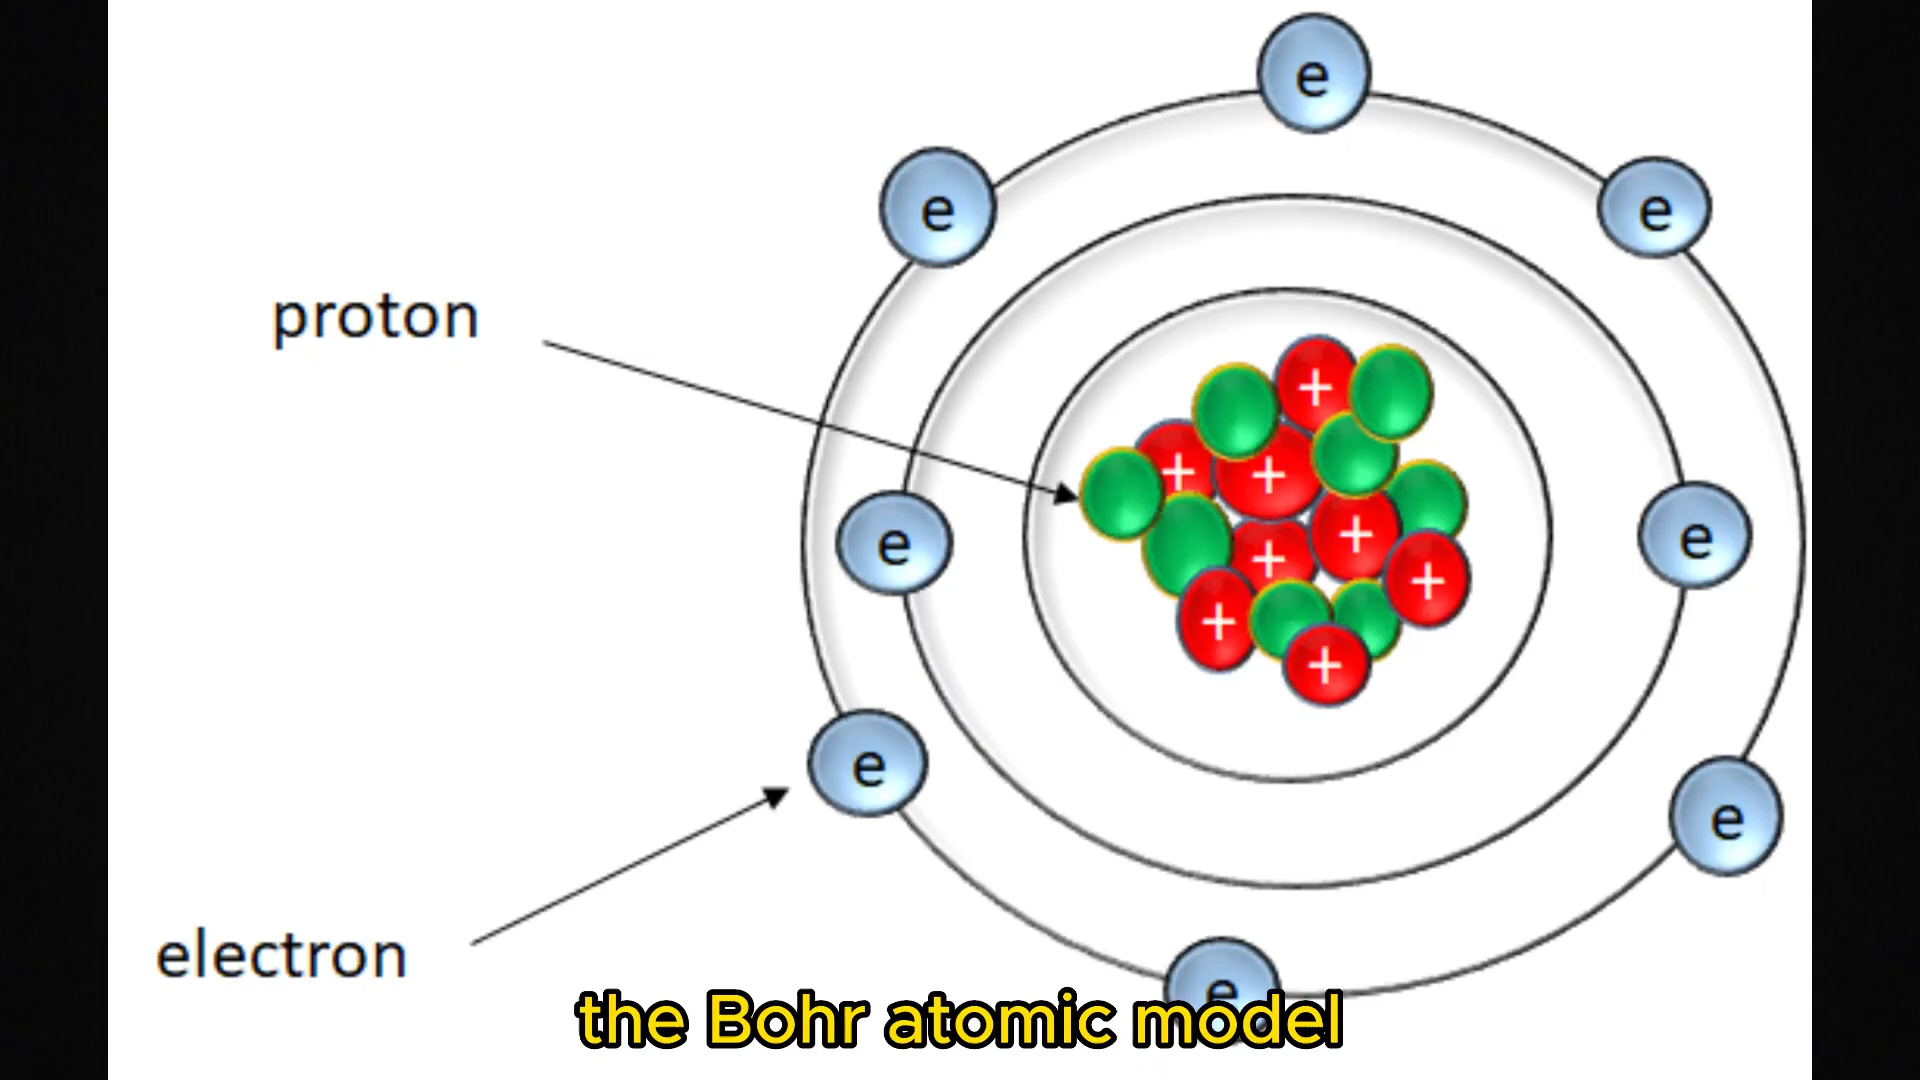 e
e
e
proton
+
+
+
+
+
e
e
+
+
+
e
e
electron
e
the Bohr atomic model